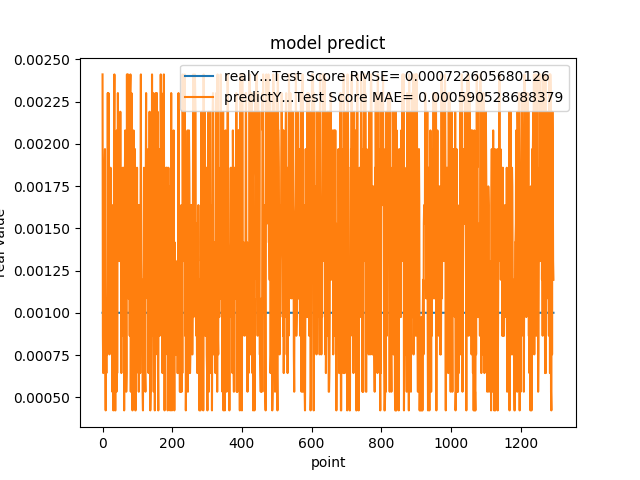 model predict
realY...Test Score RMSE= 0.000722605680126
predictY...Test Score MAE= 0.000590528688379
0.00250
0.00225
0.00200
0.00175
0.00150
0.00125
0.00100
0.00075
0.00050
real value
0 200 400 600 800 1000 1200
point